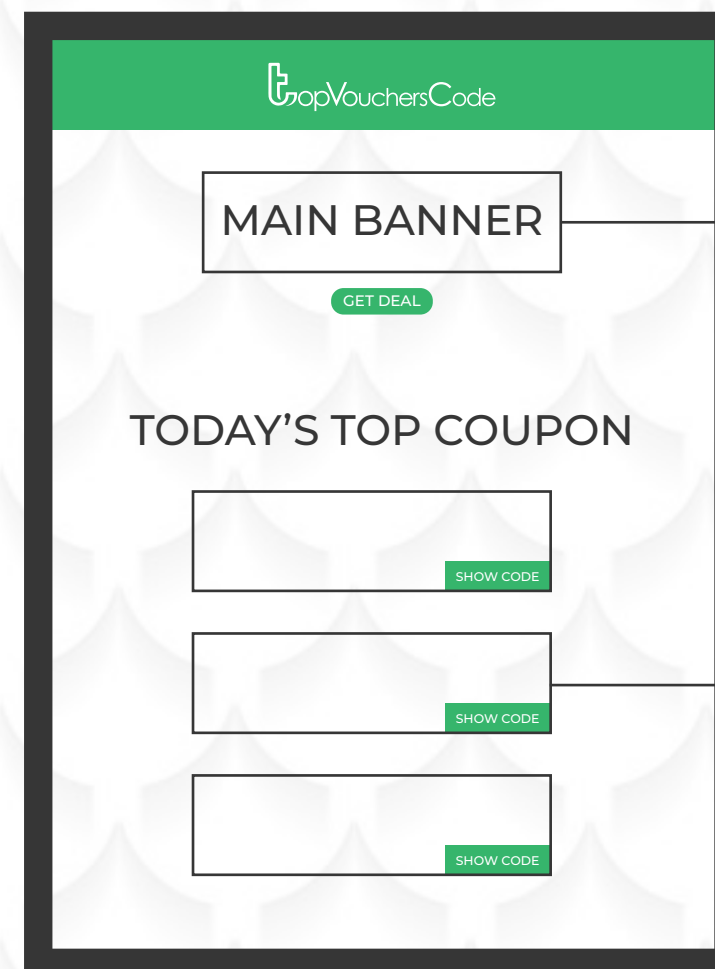 topVouchersCode
MAIN BANNER
GET DEAL
TODAY'S TOP COUPON
SHOW CODE
SHOW CODE
SHOW CODE